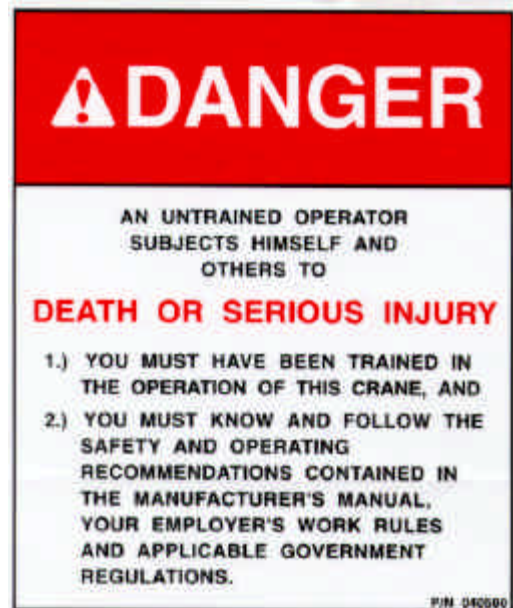 DANGER
AN UNTRAINED OPERATOR
SUBJECTS HIMSELF AND
OTHERS TO
DEATH OR SERIOUS INJURY
1.) YOU MUST HAVE BEEN TRAINED IN
THE OPERATION OF THIS CRANE, AND
2.) YOU MUST KNOW AND FOLLOW THE
SAFETY AND OPERATING
RECOMMENDATIONS CONTAINED IN
THE MANUFACTURER'S MANUAL,
YOUR EMPLOYER'S WORK RULES
AND APPLICABLE GOVERNMENT
REGULATIONS.
P/N